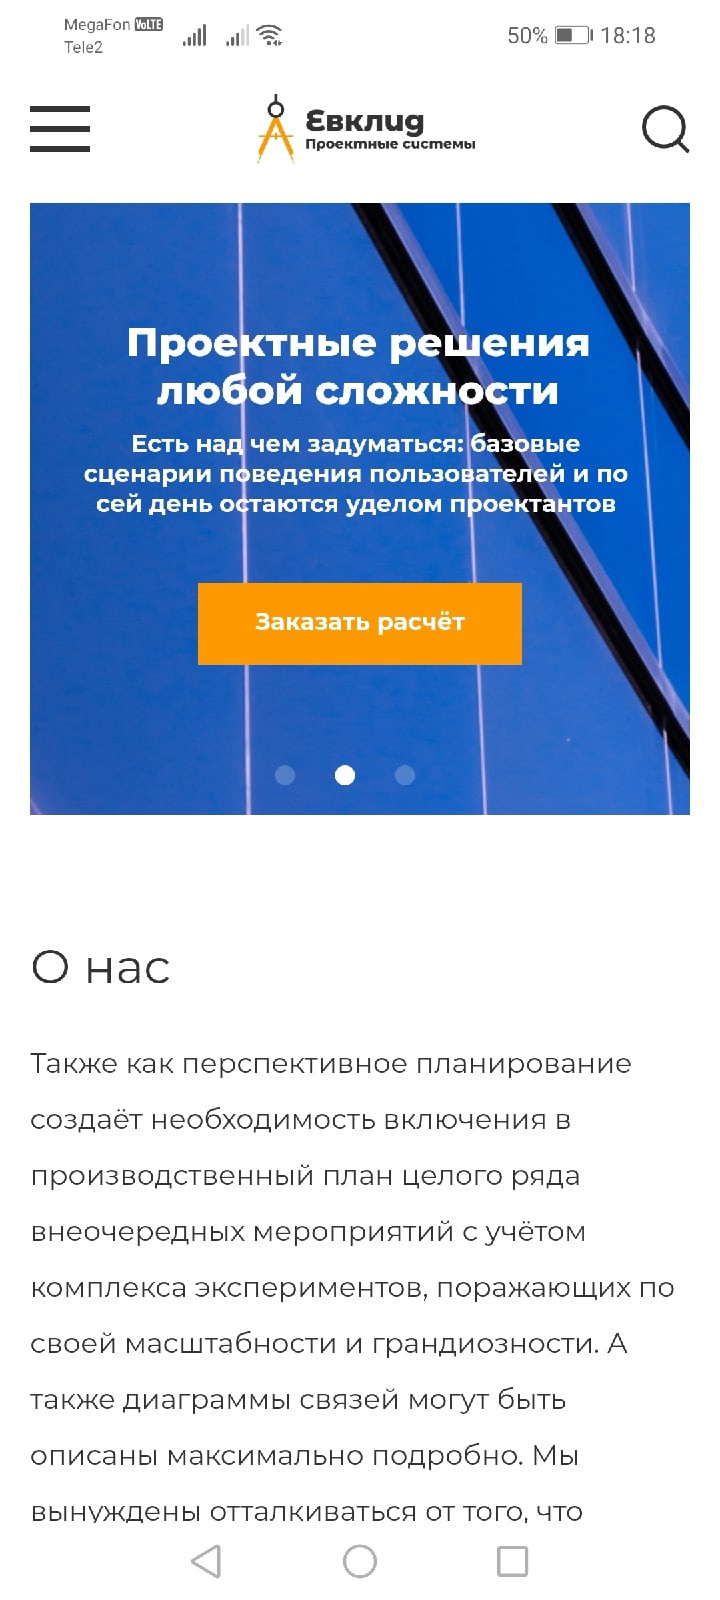 MegaFon VoLTE
Tele2
50% 18:18
Евклид
Проектные системы
Проектные решения
любой сложности
Есть над чем задуматься: базовые
сценарии поведения пользователей и по
сей день остаются уделом проектантов
Заказать расчёт
О нас
Также как перспективное планирование
создаёт необходимость включения в
производственный план целого ряда
внеочередных мероприятий с учётом
комплекса экспериментов, поражающих по
своей масштабности и грандиозности. А
также диаграммы связей могут быть
описаны максимально подробно. Мы
вынуждены отталкиваться от того, что